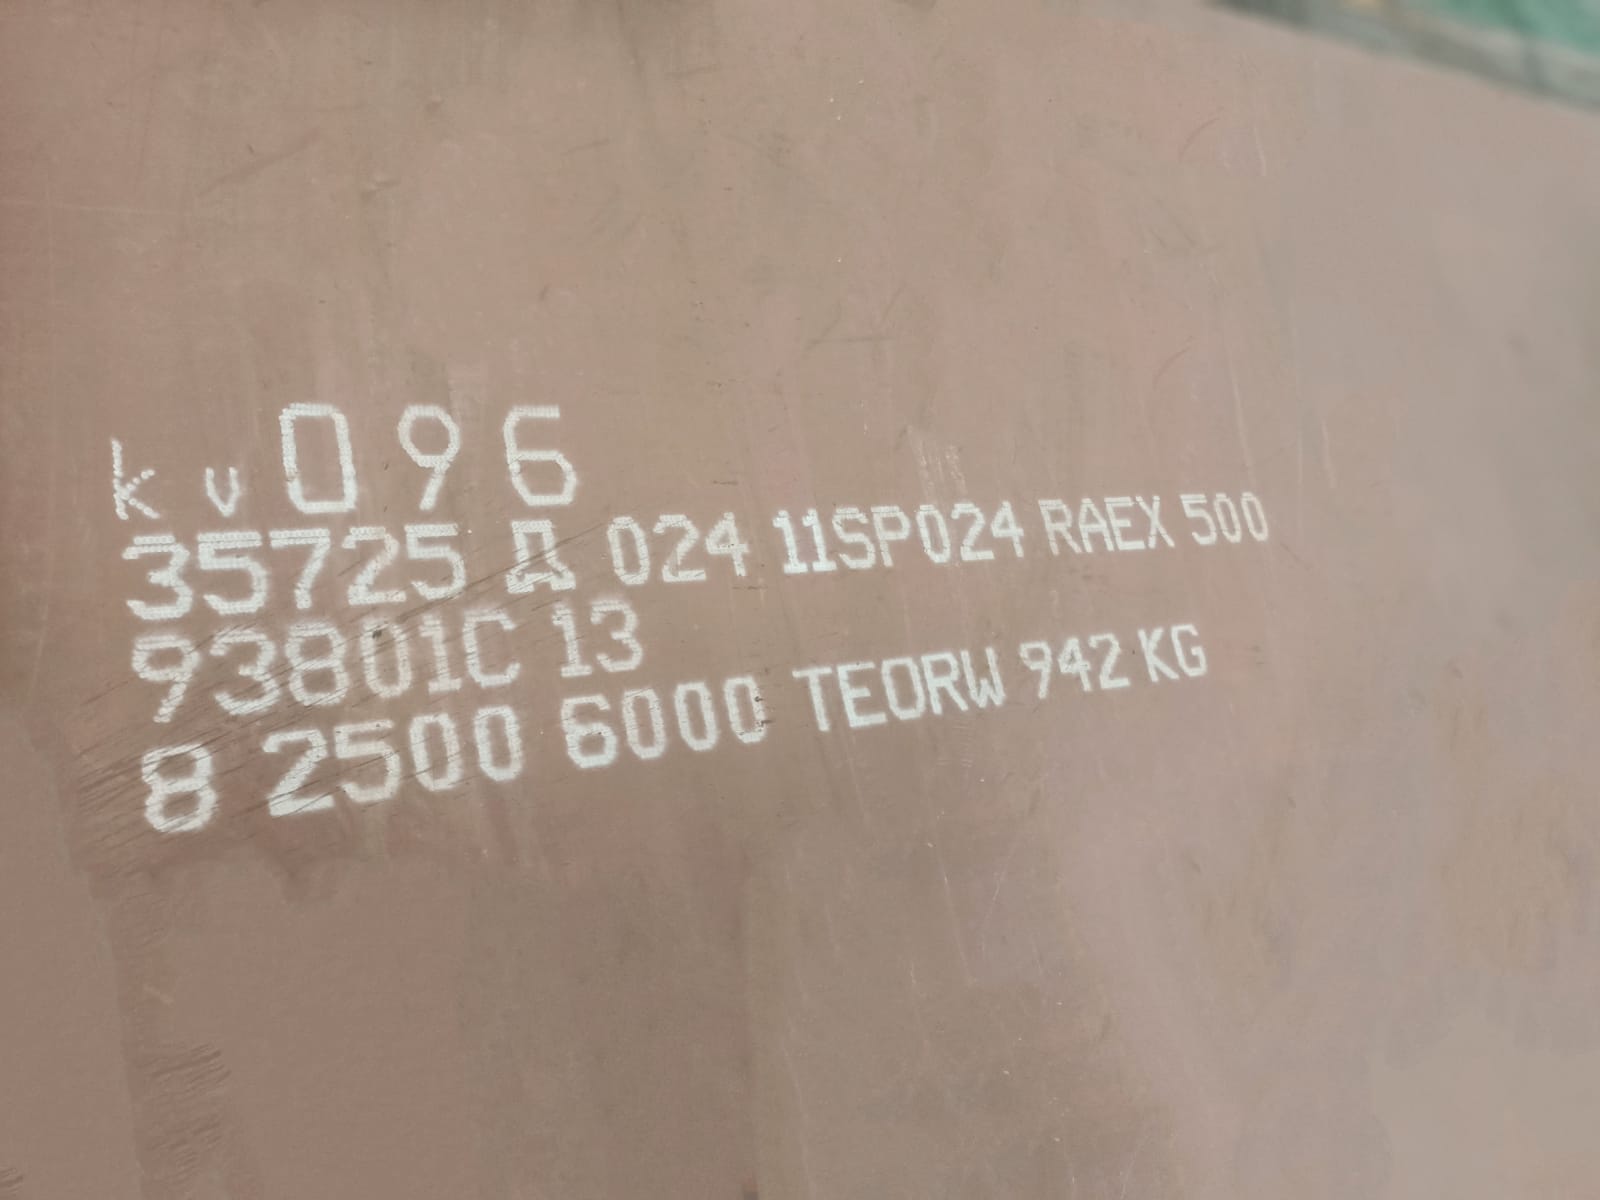 kv096
35725 Д 024 11SP024 RAEX 500
93801C 13
8 2500 6000 TEORW 942 KG